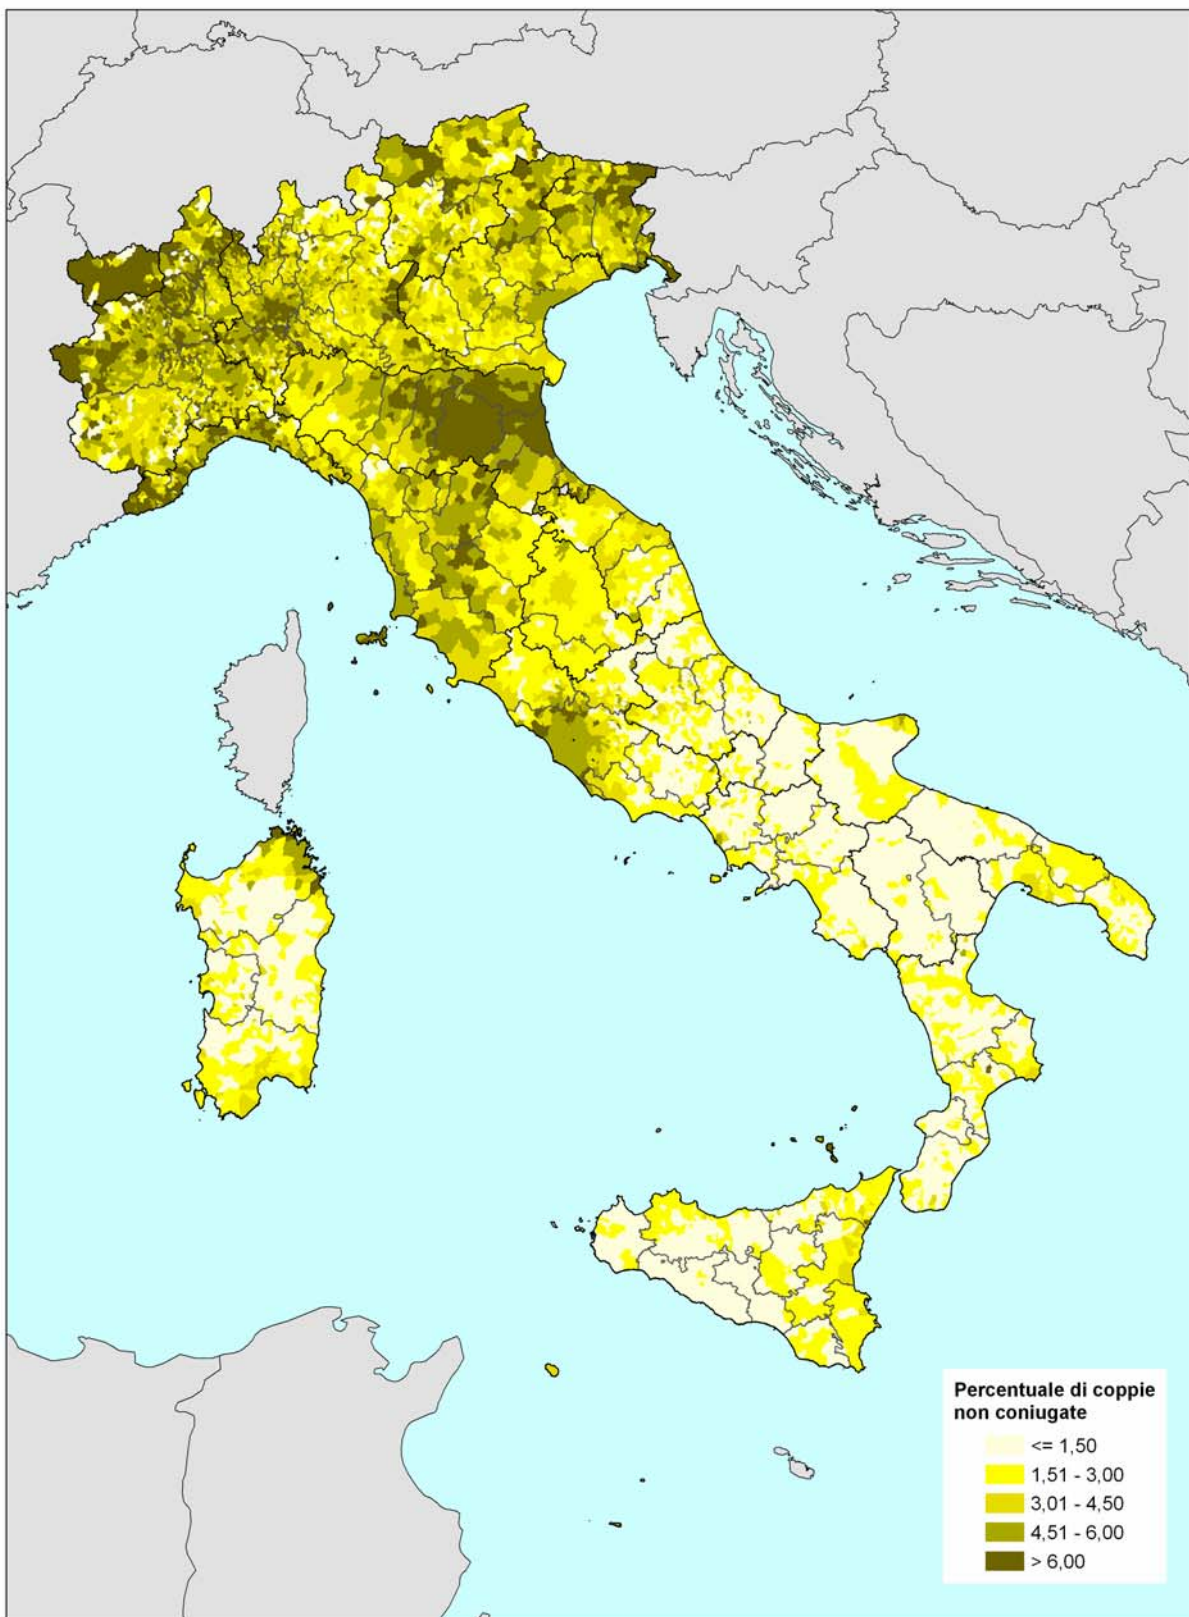 Percentuale di coppie
non coniugate
<= 1,50
1,51 - 3,00
3,01 - 4,50
4,51 - 6,00
> 6,00